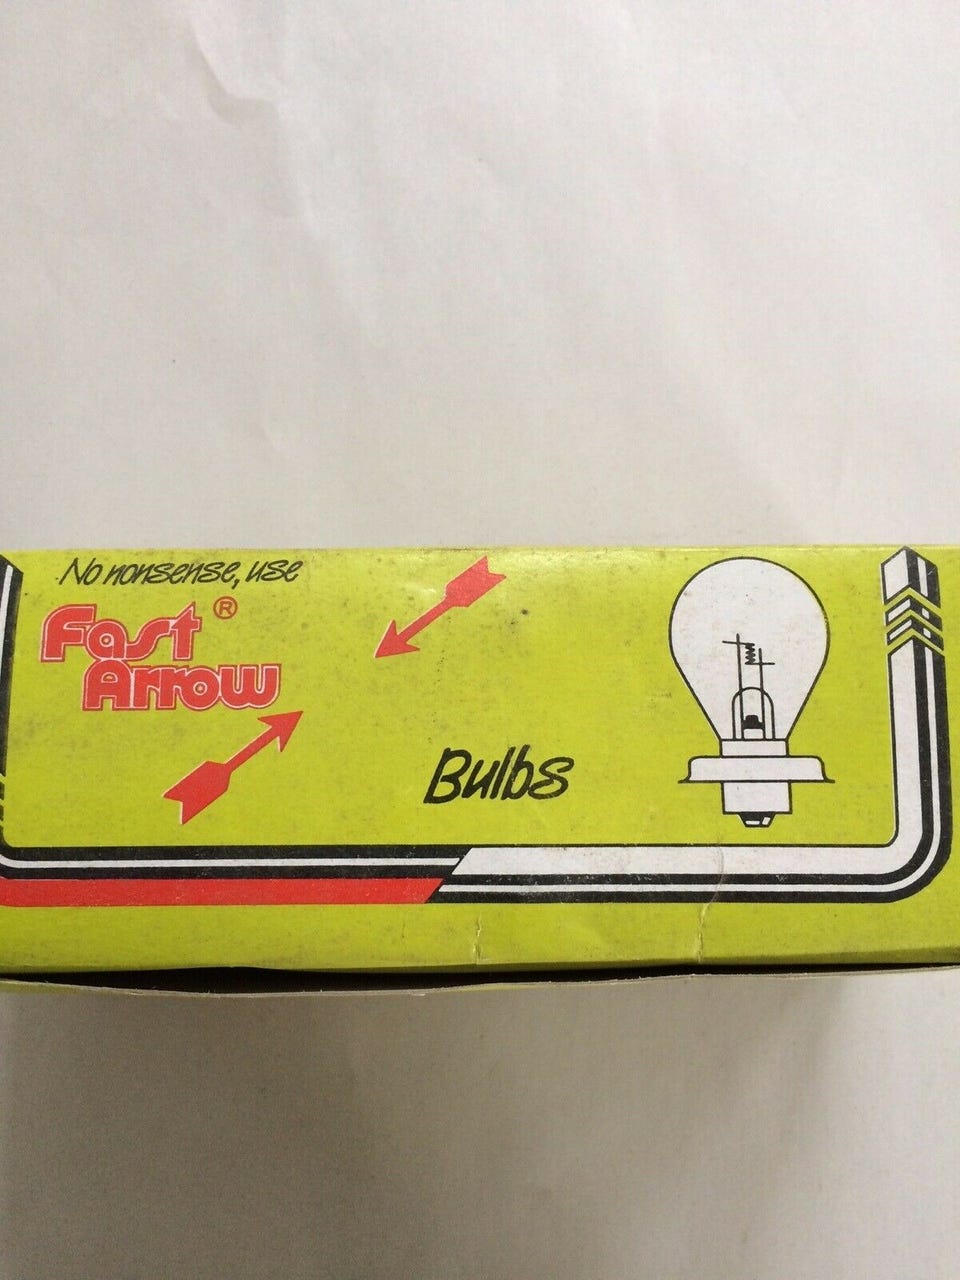 No nonsense, use
Fast ®
Arrow
Bulbs